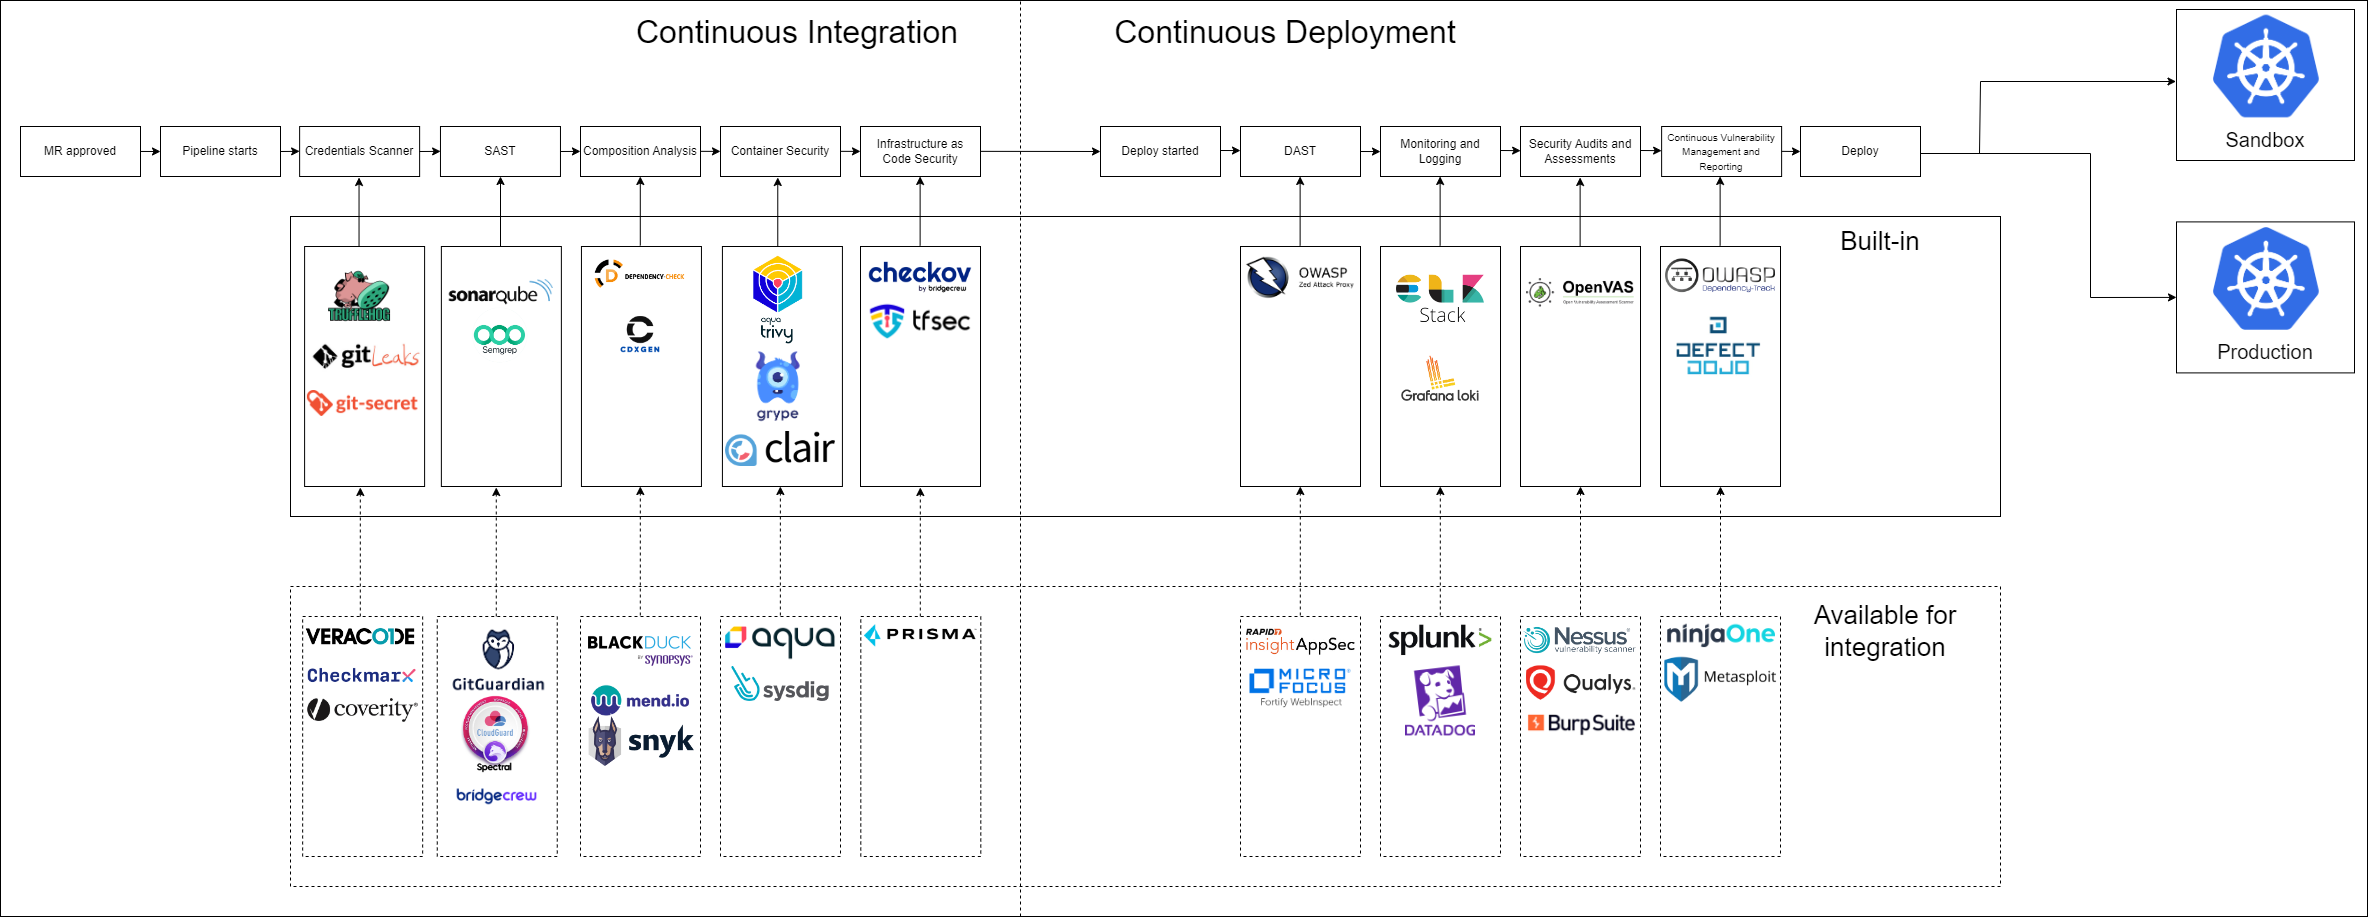 Continuous Integration
Continuous Deployment
MR approved
Pipeline starts
Credentials Scanner
SAST
Composition Analysis
Container Security
Infrastructure as
Code Security
Deploy started
DAST
Monitoring and
Logging
Security Audits and
Assessments
Continuous Vulnerability
Management and
Reporting
Deploy
Sandbox
Production
Built-in
TRUFFLEHOG
gitLeaks
git-secret
sonarqube
Semgrep
DEPENDENCY-CHECK
CDXGEN
aqua
trivy
grype
clair
checkov
by bridgecrew
tfsec
OWASP
Zed Attack Proxy
ELK
Stack
Grafana loki
OpenVAS
Open Vulnerability Assessment Scanner
OWASP
Dependency-Track
DEFECT
DOJO
Available for
integration
VERACODE
Checkmarx
coverity®
GitGuardian
CloudGuard
Spectral
bridgecrew
BLACKDUCK
BY SYNOPSYS®
mend.io
snyk
aqua
sysdig
PRISMA
RAPID7
insightAppSec
MICRO
FOCUS
Fortify WebInspect
splunk>
DATADOG
Nessus®
vulnerability scanner
Qualys.
Burp Suite
ninjaOne
Metasploit